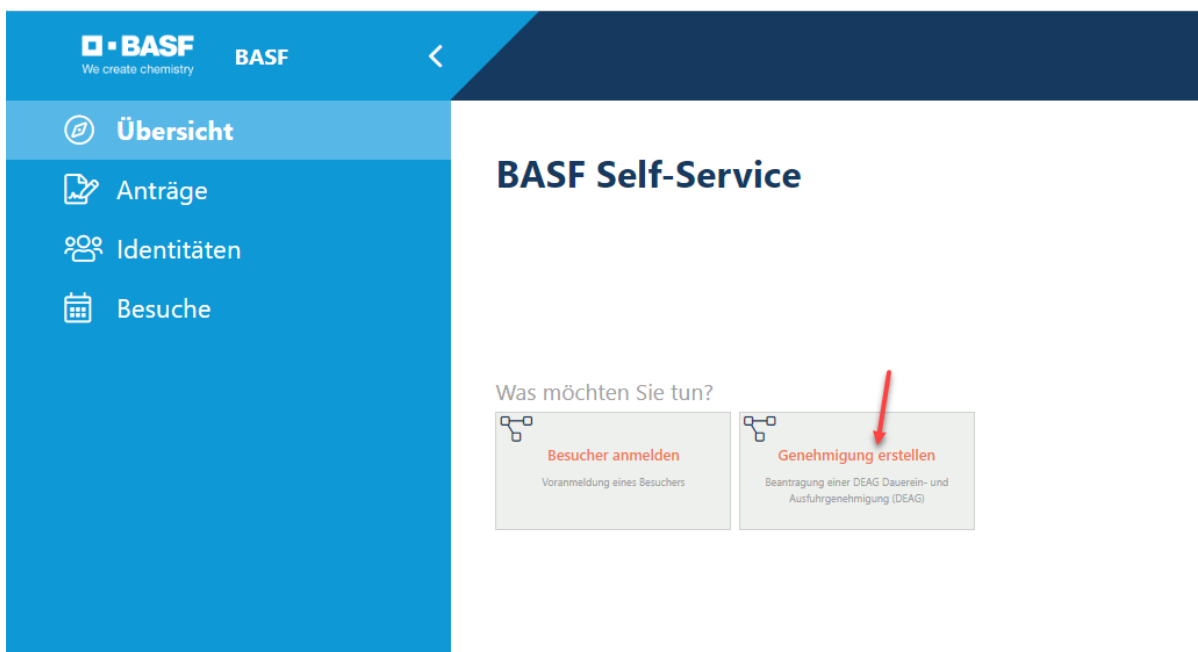 BASF
We create chemistry
BASF
Übersicht
Anträge
Identitäten
Besuche
BASF Self-Service
Was möchten Sie tun?
Besucher anmelden
Voranmeldung eines Besuchers
Genehmigung erstellen
Beantragung einer DEAG Dauerein- und
Ausfuhrgenehmigung (DEAG)